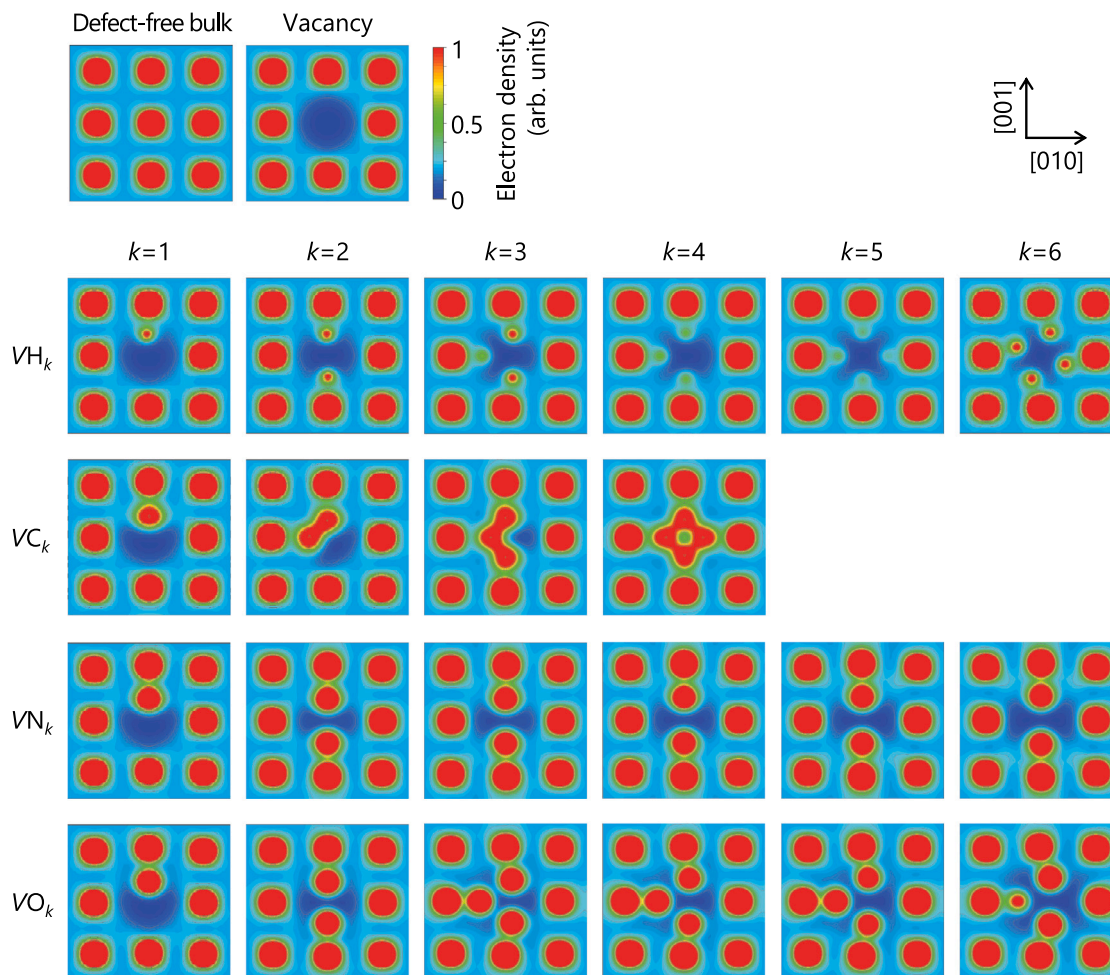 Defect-free bulk Vacancy
1
0.5
0
Electron density
(arb. units)
[001]
[010]
k=1 k=2 k=3 k=4 k=5 k=6
VHk
VCk
VNk
VOk